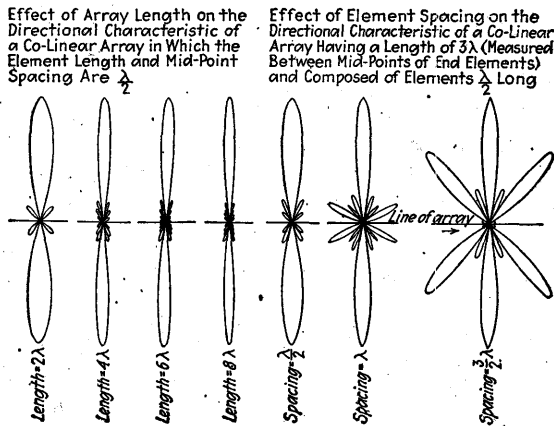 Effect of Array Length on the
Directional Characteristic of
a Co-Linear Array in Which the
Element Length and Mid-Point
Spacing Are λ/2
Effect of Element Spacing on the
Directional Characteristic of a Co-Linear
Array Having a Length of 3λ (Measured
Between Mid-Points of End Elements)
and Composed of Elements λ/2 Long
Line of array
Length=2λ
Length=4λ
Length=6λ
Length=8λ
Spacing=λ/2
Spacing=λ
Spacing=3/2λ